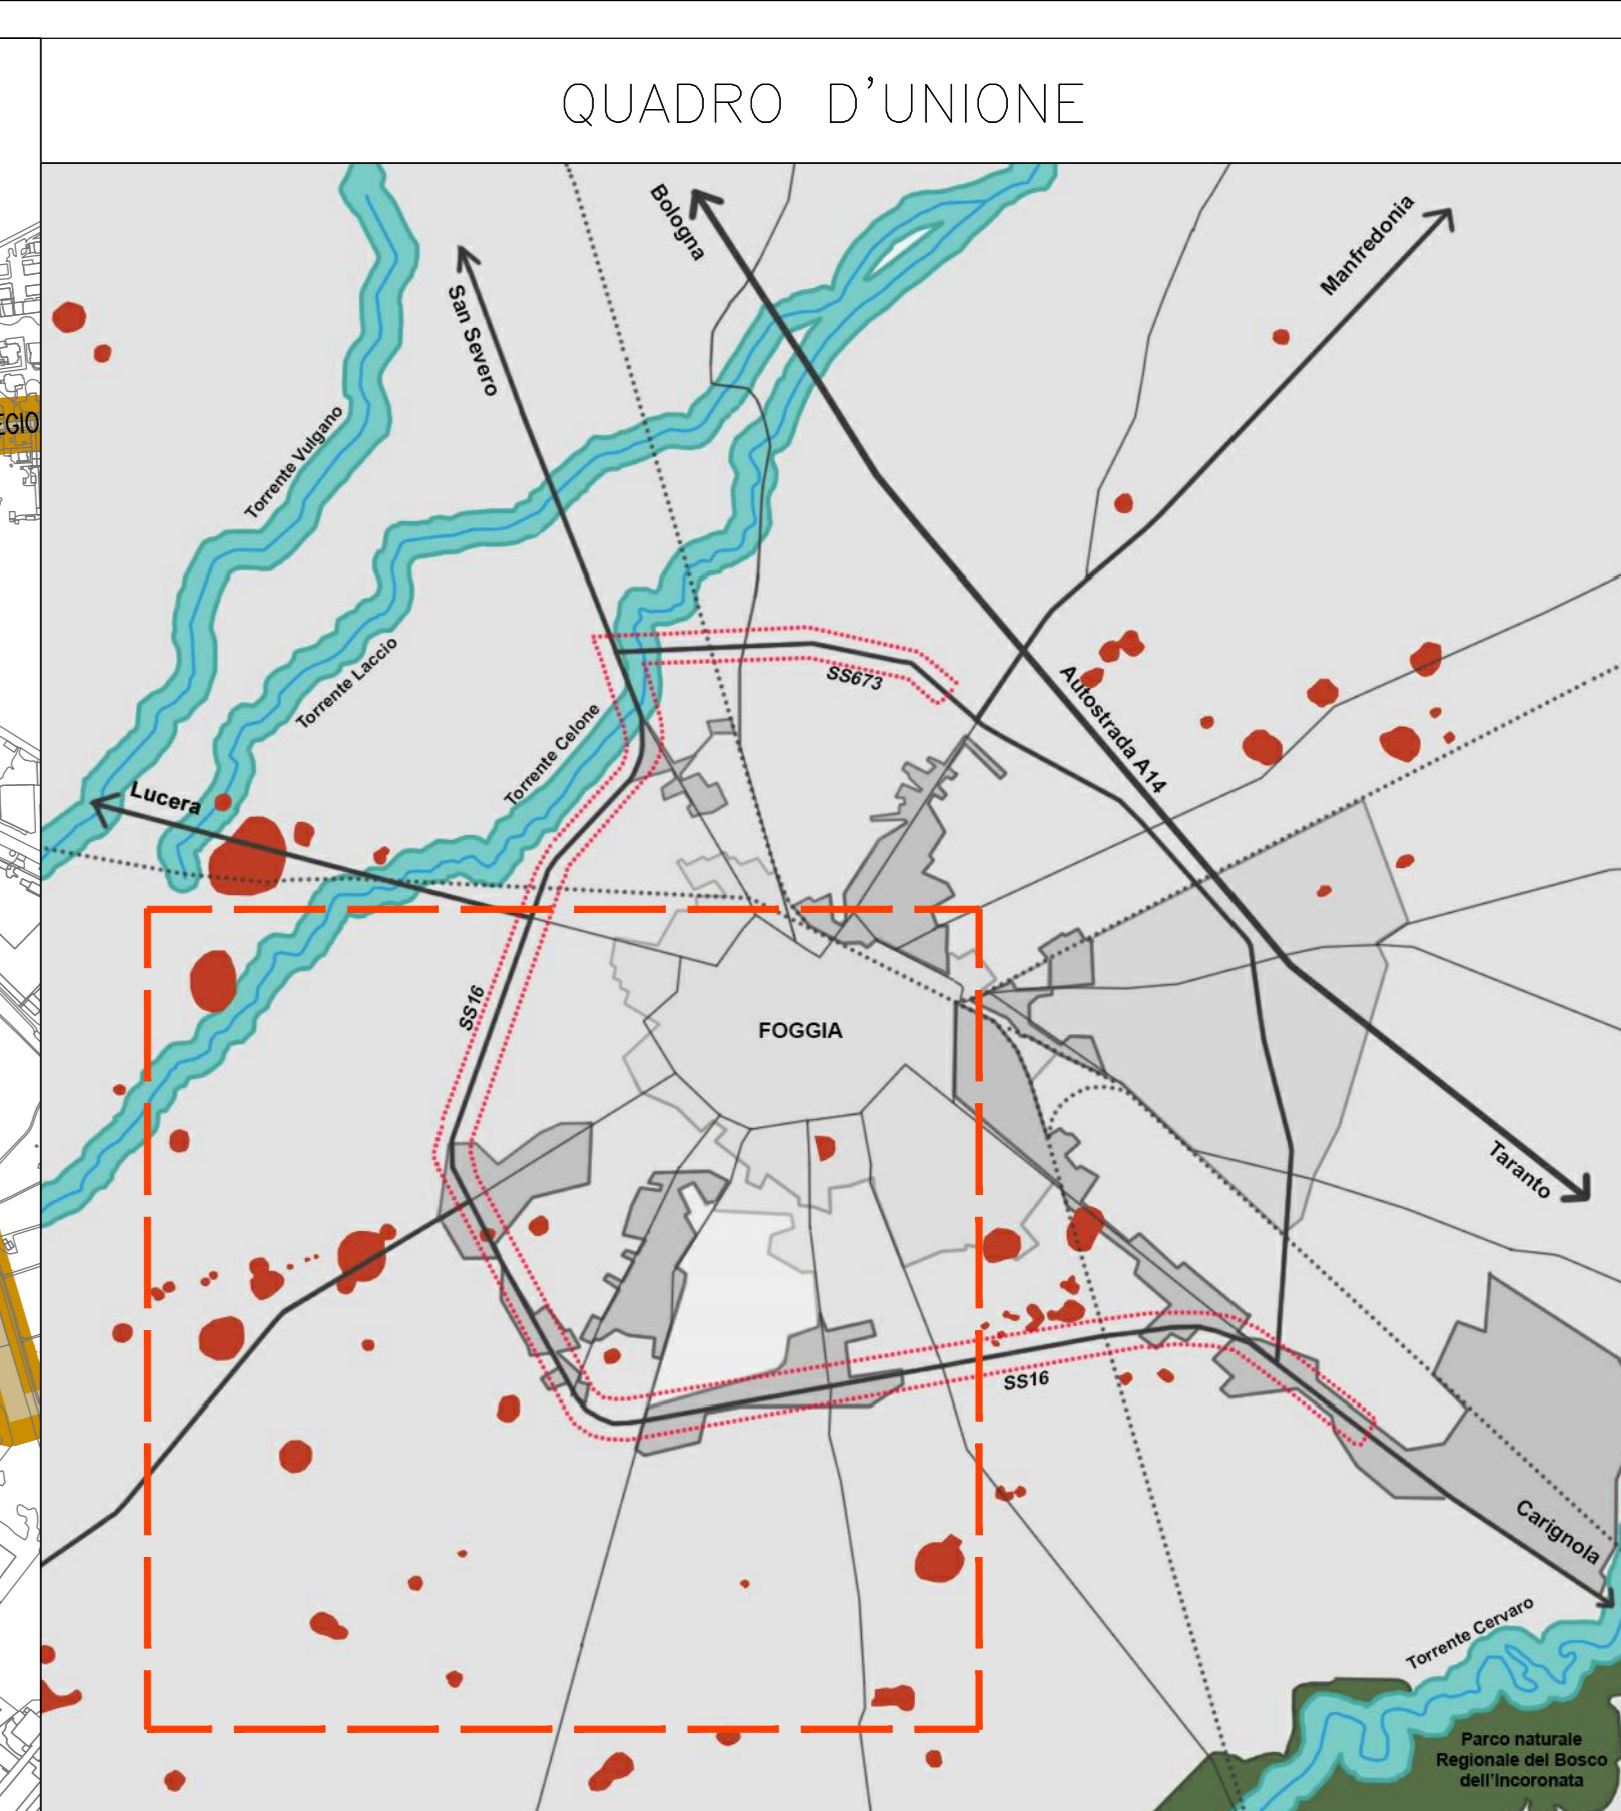 QUADRO D'UNIONE
Bologna
Manfredonia
San Severo
EGIO
Torrente Vulgano
Torrente Laccio
SS673
Autostrada A14
Torrente Celone
Lucera
SS16
FOGGIA
Taranto
SS16
Carignola
Torrente Cervaro
Parco naturale
Regionale del Bosco
dell'Incoronata